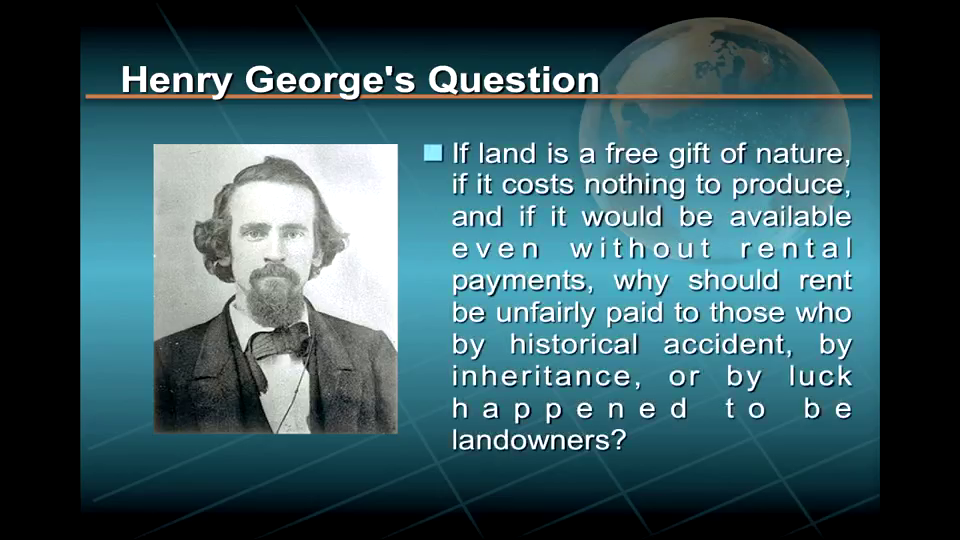 Henry George's Question
If land is a free gift of nature,
if it costs nothing to produce,
and if it would be available
even without rental
payments, why should rent
be unfairly paid to those who
by historical accident, by
inheritance, or by luck
happened to be
landowners?